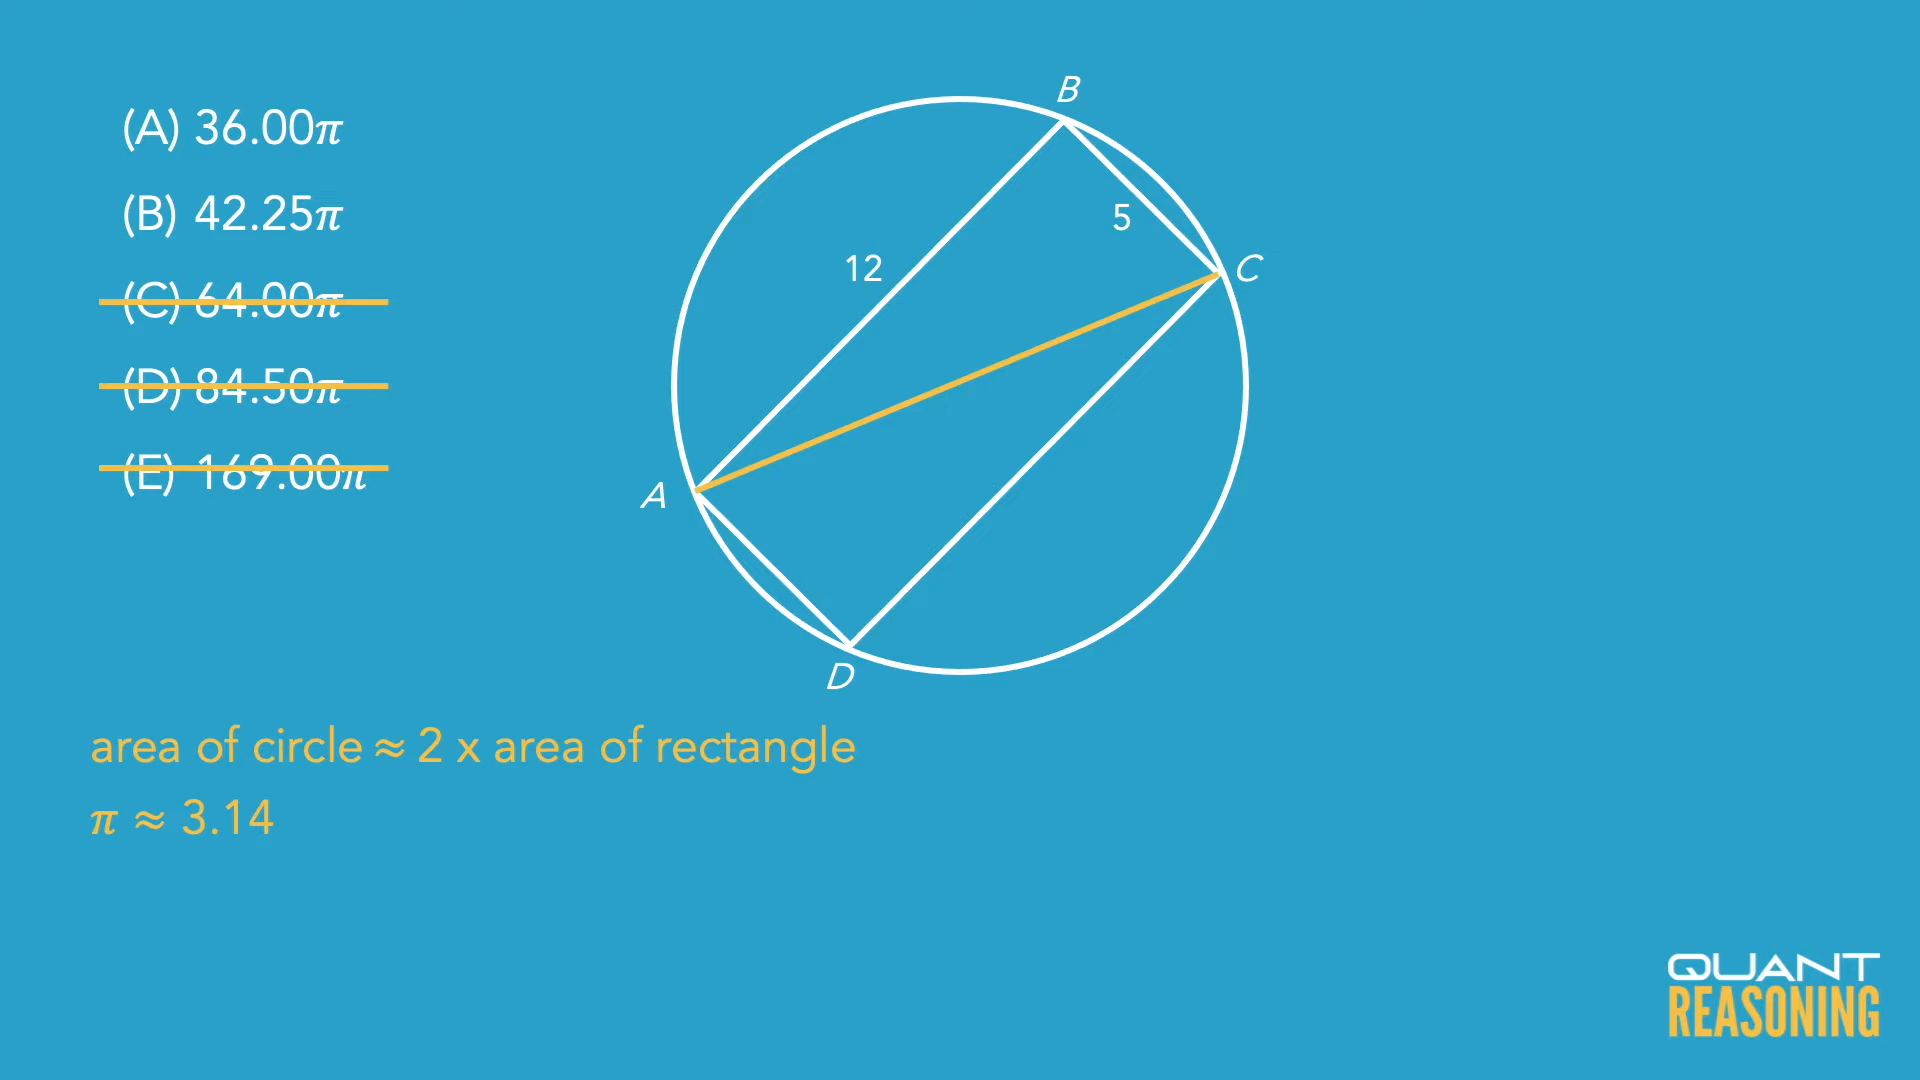 (A) 36.00π
(B) 42.25π
(C) 64.00π
(D) 84.50π
(E) 169.00π
B
5
12
C
A
D
area of circle ≈ 2 x area of rectangle
π ≈ 3.14
QUANT
REASONING